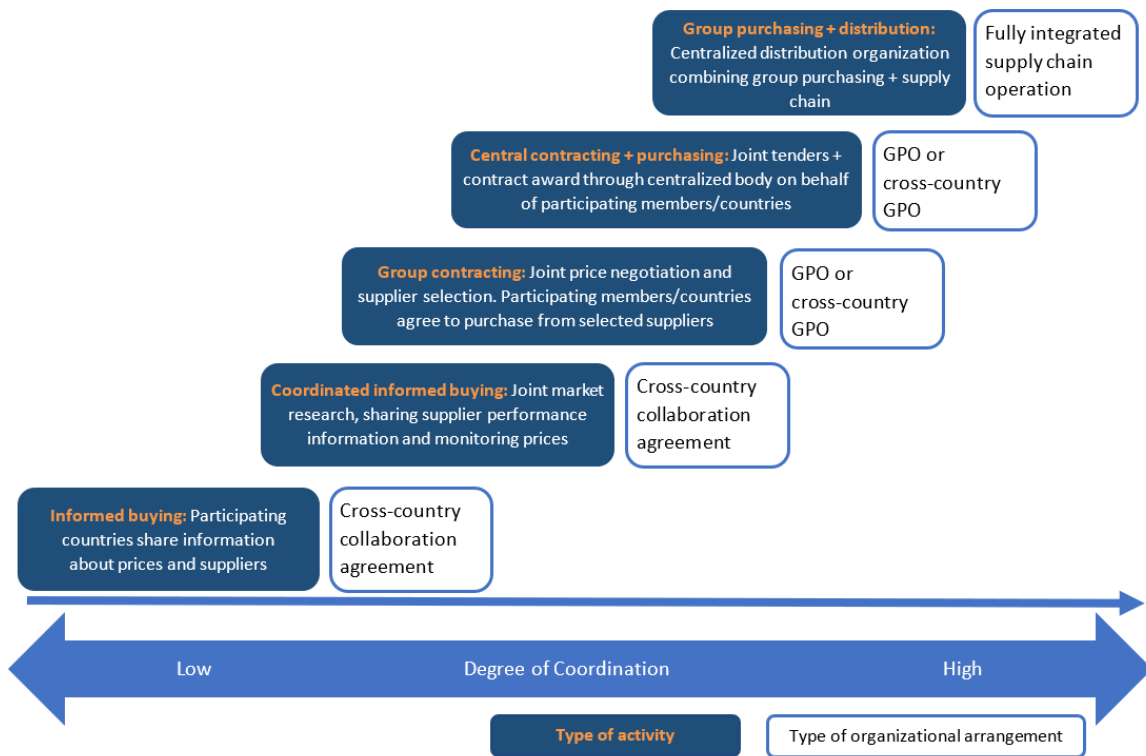 Group purchasing + distribution:
Centralized distribution organization
combining group purchasing + supply
chain
Fully integrated
supply chain
operation
Central contracting + purchasing: Joint tenders +
contract award through centralized body on behalf
of participating members/countries
GPO or
cross-country
GPO
Group contracting: Joint price negotiation and
supplier selection. Participating members/countries
agree to purchase from selected suppliers
GPO or
cross-country
GPO
Coordinated informed buying: Joint market
research, sharing supplier performance
information and monitoring prices
Cross-country
collaboration
agreement
Informed buying: Participating
countries share information
about prices and suppliers
Cross-country
collaboration
agreement
Low Degree of Coordination High
Type of activity
Type of organizational arrangement